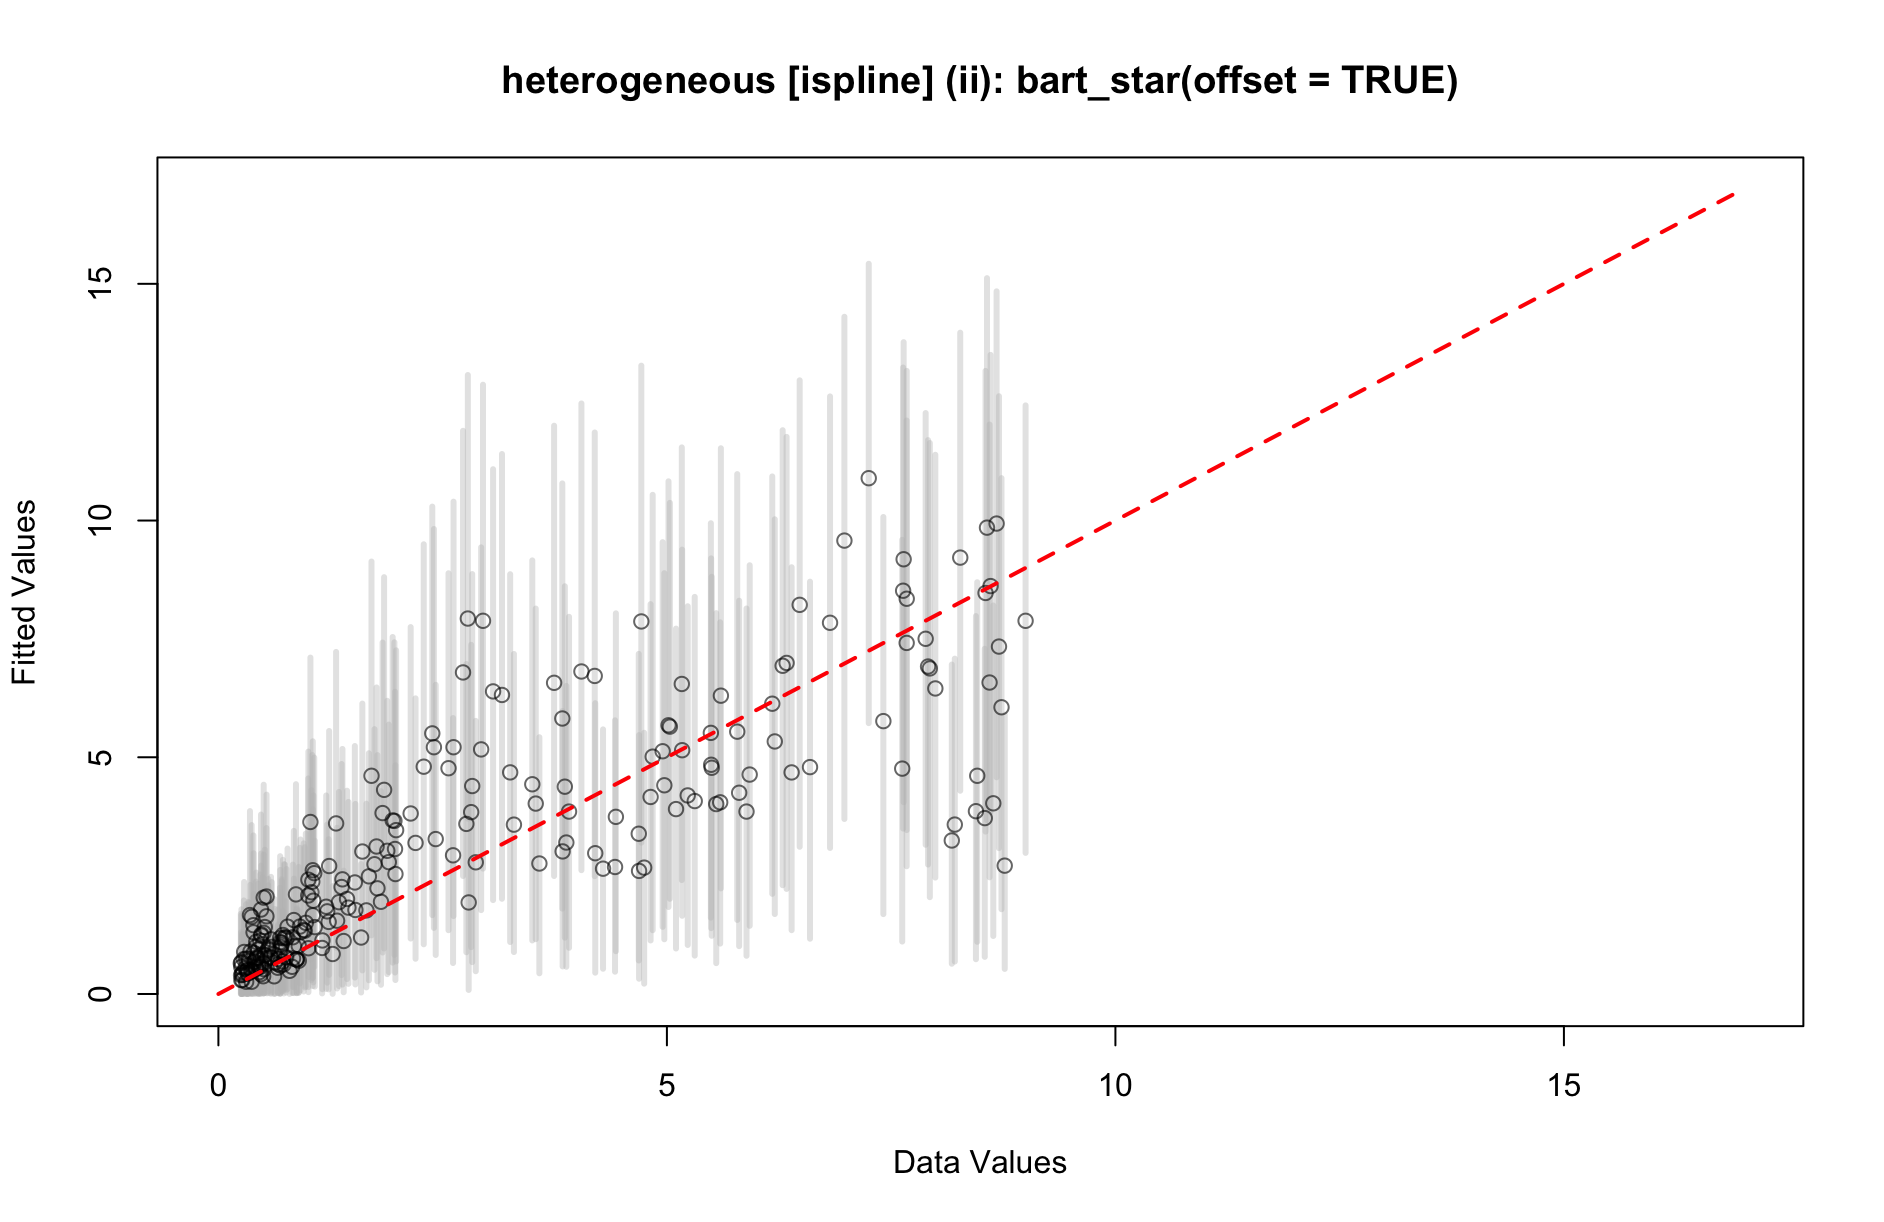 heterogeneous [ispline] (ii): bart_star(offset = TRUE)
Fitted Values
15
10
5
0
0 5 10 15
Data Values